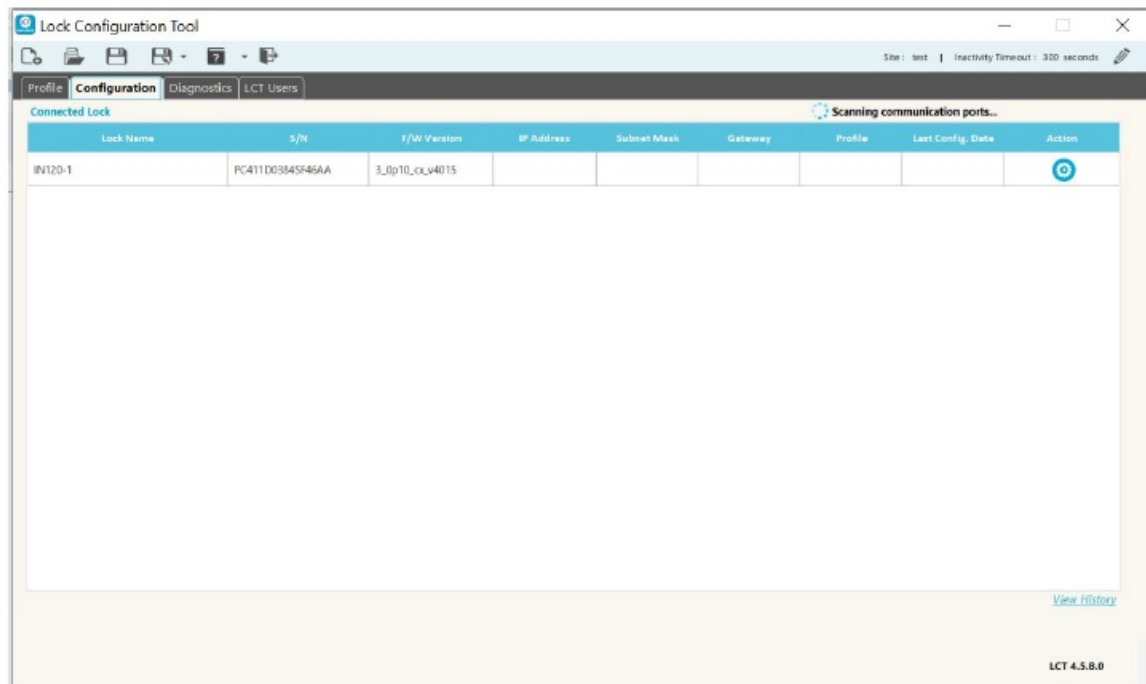 Lock Configuration Tool
Site : test | Inactivity Timeout : 300 seconds
Profile Configuration Diagnostics LCT Users
Connected Lock Scanning communication ports...
Lock Name S/N F/W Version IP Address Subnet Mask Gateway Profile Last Config. Date Action
IN120-1 PC411D0384SF46AA 3_0p10_cx_v4015
View History
LCT 4.5.8.0